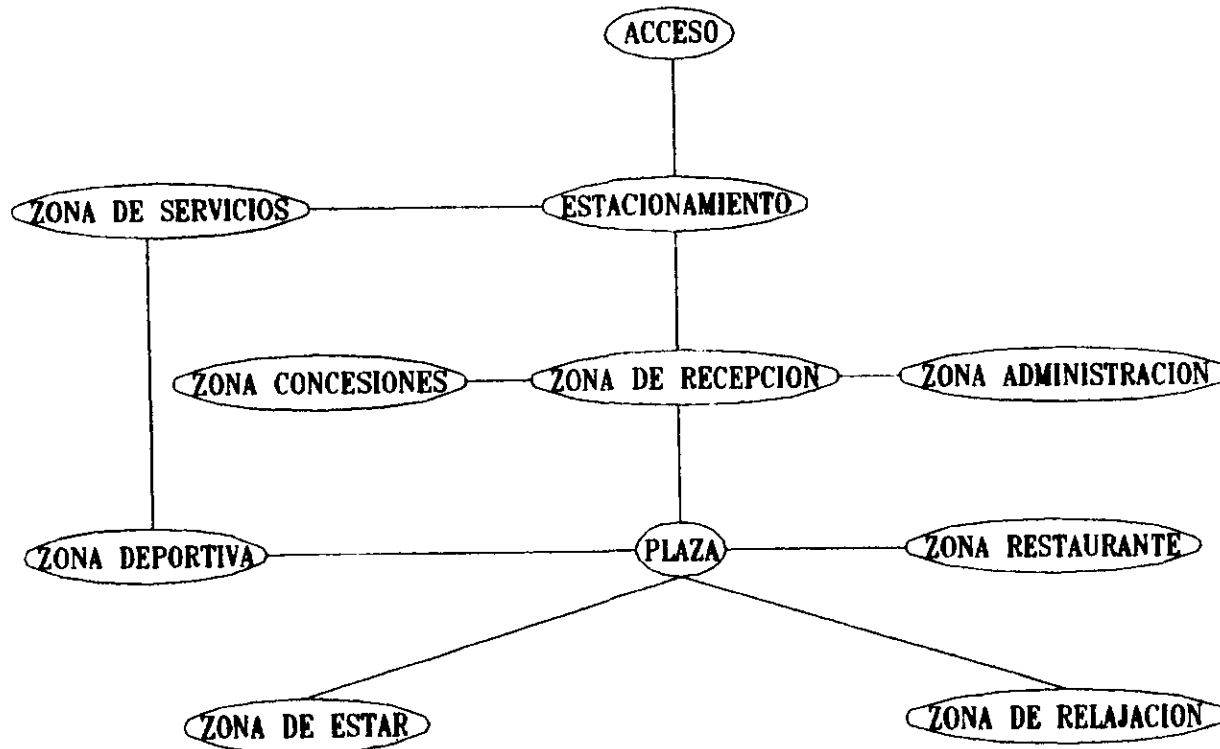 ACCESO
ZONA DE SERVICIOS
ESTACIONAMIENTO
ZONA CONCESIONES
ZONA DE RECEPCION
ZONA ADMINISTRACION
ZONA DEPORTIVA
PLAZA
ZONA RESTAURANTE
ZONA DE ESTAR
ZONA DE RELAJACION